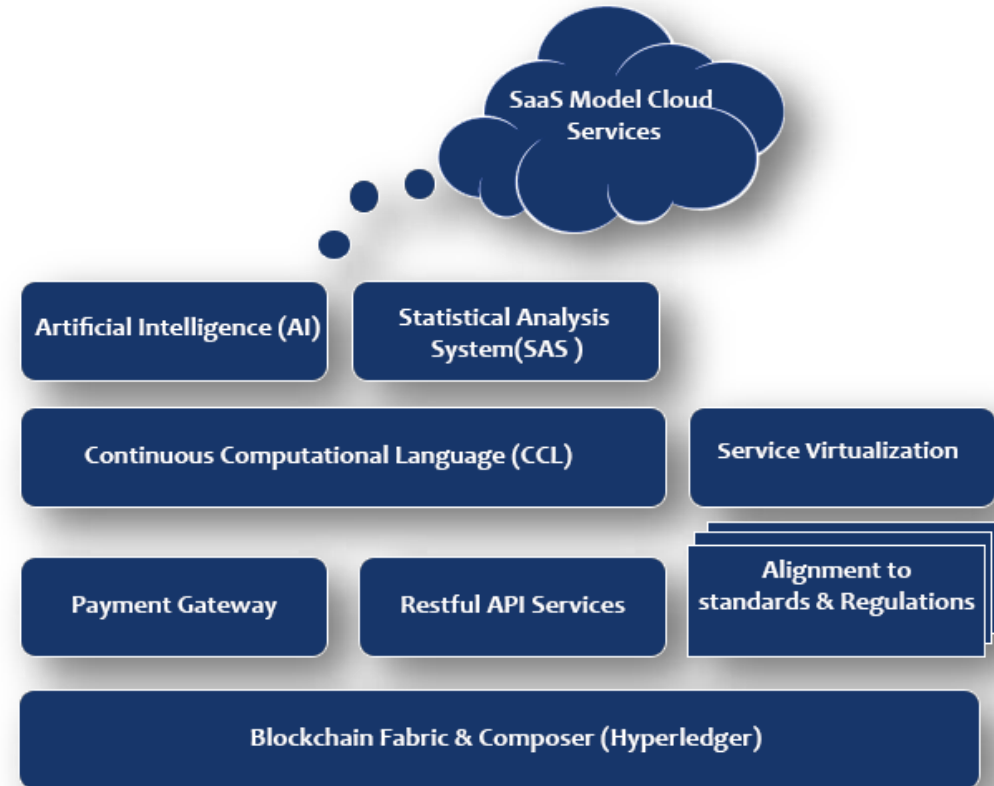 SaaS Model Cloud
Services
Artificial Intelligence (AI)
Statistical Analysis
System(SAS )
Continuous Computational Language (CCL)
Service Virtualization
Payment Gateway
Restful API Services
Alignment to
standards & Regulations
Blockchain Fabric & Composer (Hyperledger)